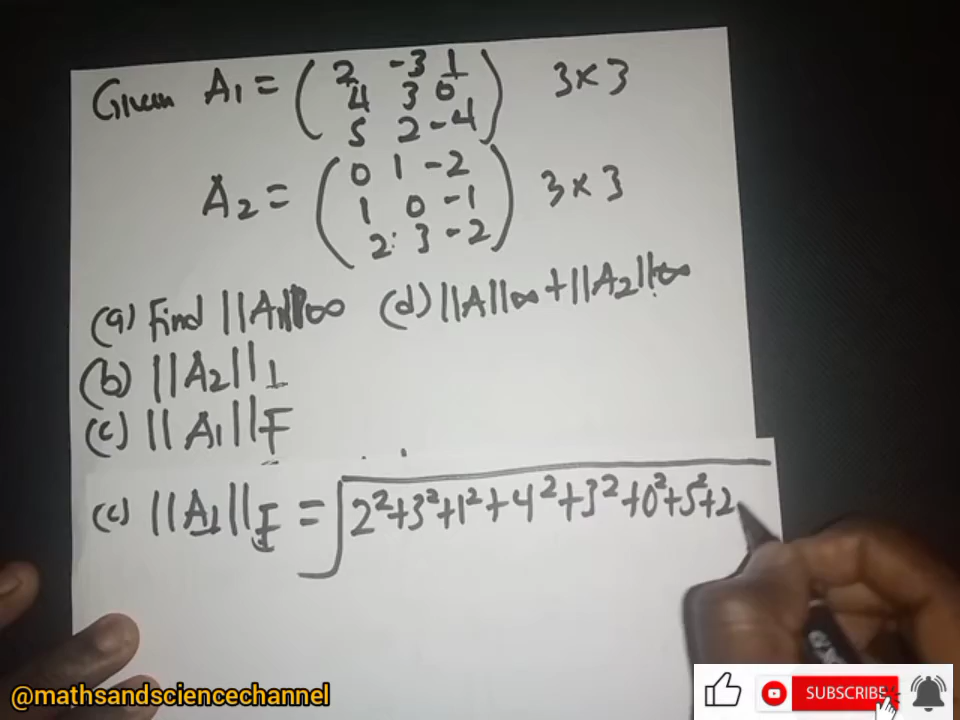 Given A₁ = ( 2 -3 1 3×3
4 3 0
5 2 -4 )
A₂ = ( 0 1 -2 3×3
1 0 -1
2 3 -2 )
(a) Find ||A₁||∞ (d) ||A||∞ + ||A₂||∞
(b) ||A₂||₁
(c) ||A₁||F
(c) ||A₁||F = √2²+3²+1²+4²+3²+0²+5²+2
@mathsandsciencechannel
SUBSCRIBE